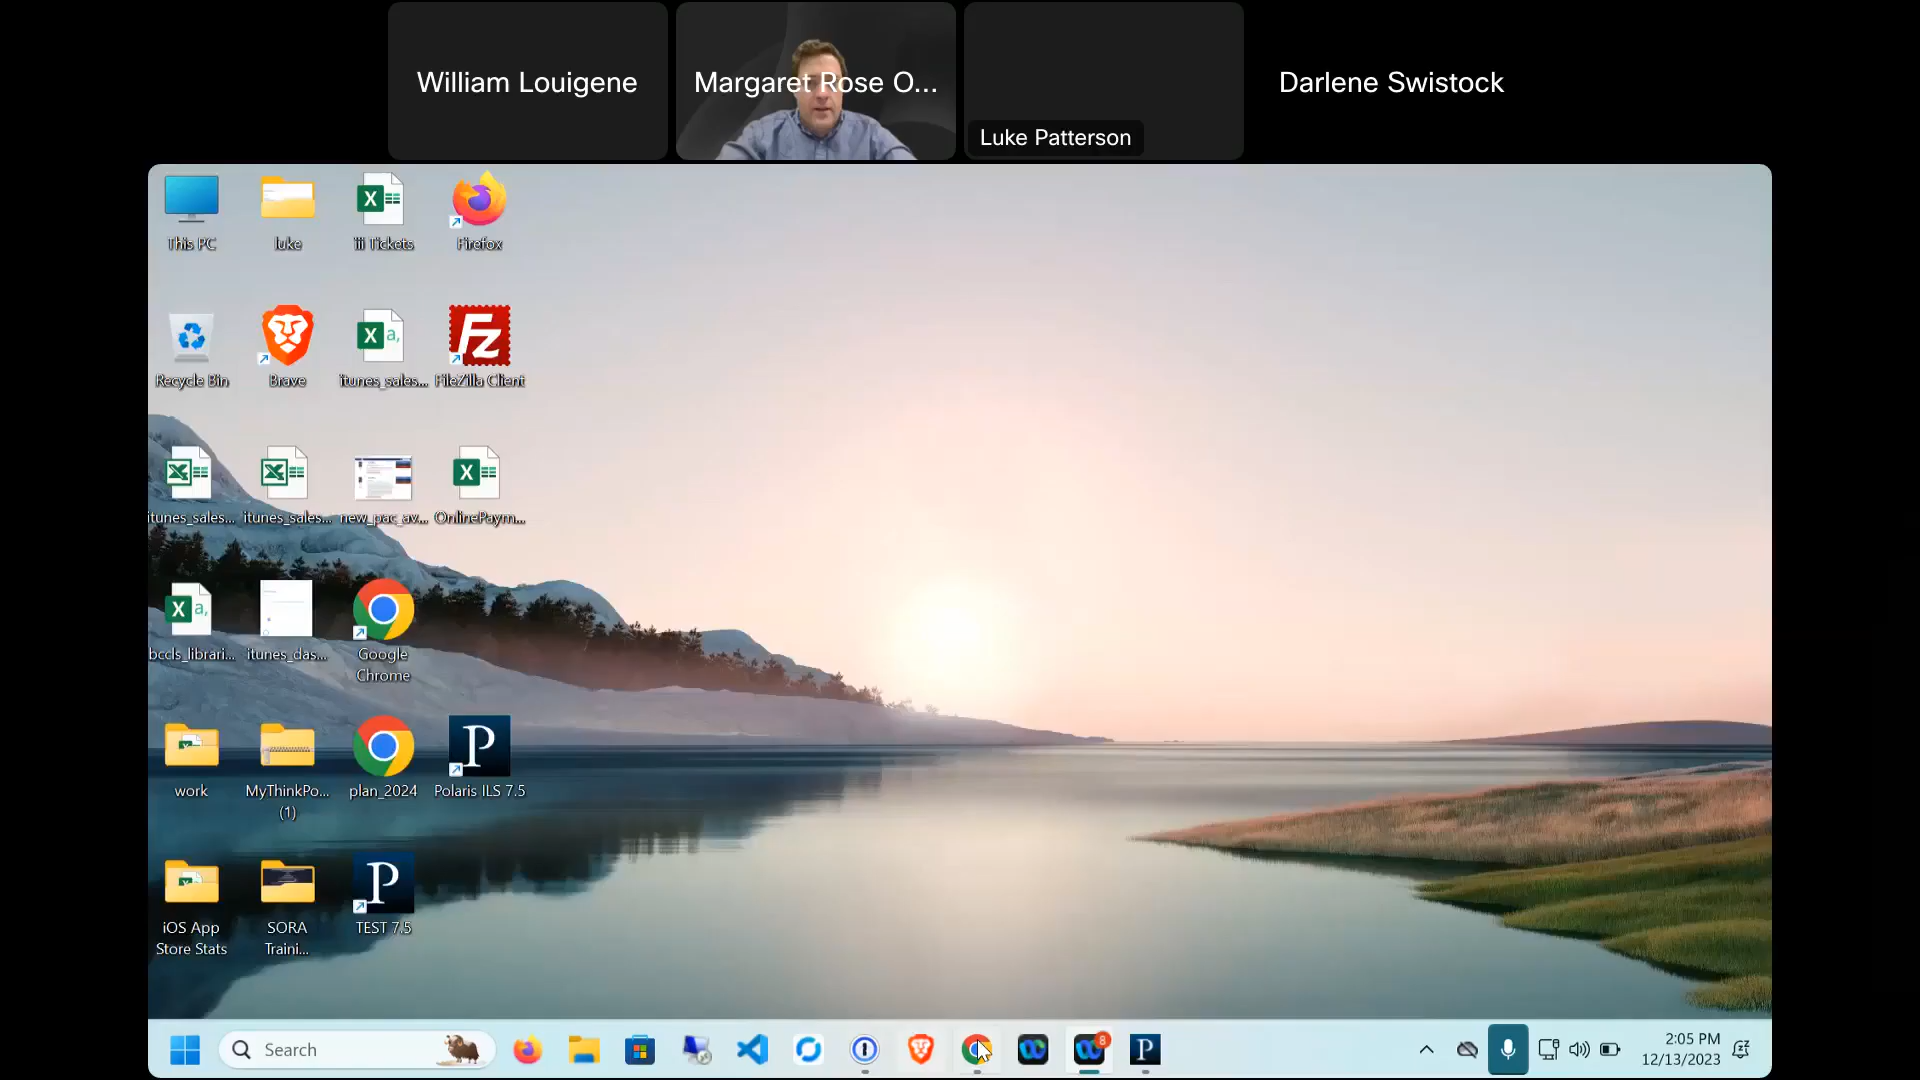 William Louigene
Margaret Rose O...
Luke Patterson
Darlene Swistock
This PC
luke
iii Tickets
Firefox
Recycle Bin
Brave
itunes_sales...
FileZilla Client
itunes_sales...
itunes_sales...
new_pac_av...
OnlinePaym...
bccls_librari...
itunes_das...
Google
Chrome
work
MyThinkPo...
(1)
plan_2024
Polaris ILS 7.5
iOS App
Store Stats
SORA
Traini...
TEST 7.5
Search
8
2:05 PM
12/13/2023